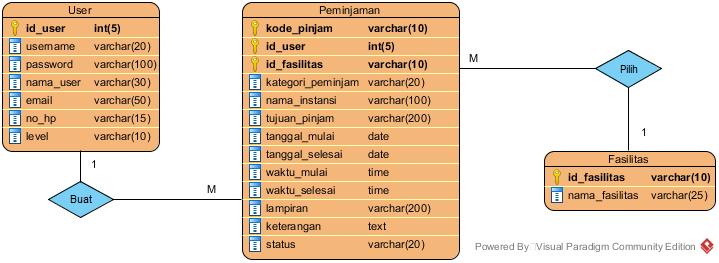 User
id_user int(5)
username varchar(20)
password varchar(100)
nama_user varchar(30)
email varchar(50)
no_hp varchar(15)
level varchar(10)
1
Buat
M
Peminjaman
kode_pinjam varchar(10)
id_user int(5)
id_fasilitas varchar(10)
kategori_peminjam varchar(20)
nama_instansi varchar(100)
tujuan_pinjam varchar(200)
tanggal_mulai date
tanggal_selesai date
waktu_mulai time
waktu_selesai time
lampiran varchar(200)
keterangan text
status varchar(20)
M
Pilih
1
Fasilitas
id_fasilitas varchar(10)
nama_fasilitas varchar(25)
Powered By Visual Paradigm Community Edition